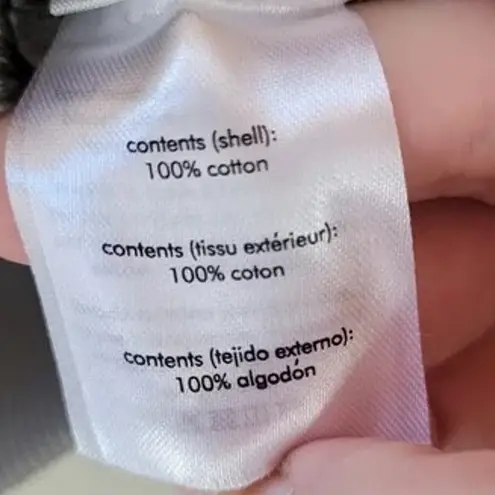 contents (shell):
100% cotton
contents (tissu extérieur):
100% coton
contents (tejido externo):
100% algodón